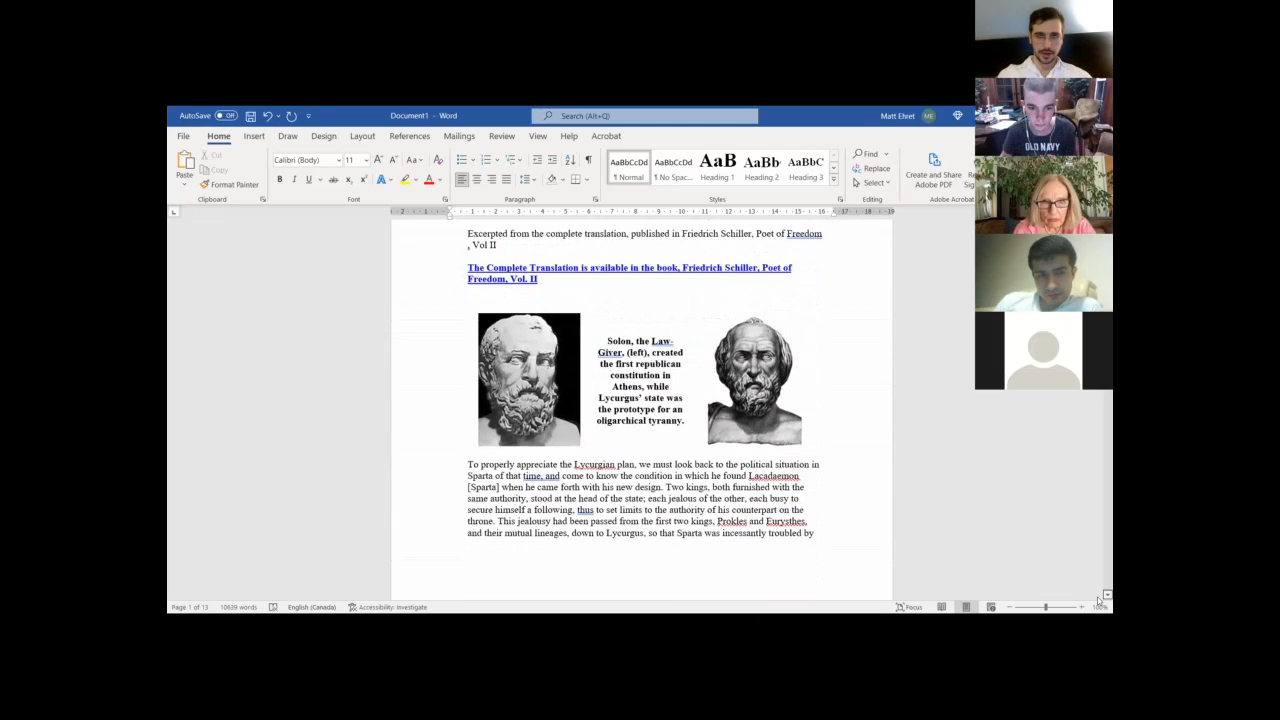 AutoSave Off Document1 - Word Search (Alt+Q) Matt Ehret ME
File Home Insert Draw Design Layout References Mailings Review View Help Acrobat
Paste Cut Copy Format Painter
Calibri (Body) 11
AaBbCcDd AaBbCcDd AaB AaBb( AaBbC
¶ Normal ¶ No Spac... Heading 1 Heading 2 Heading 3
Find Replace Select
Create and Share Adobe PDF
Clipboard Font Paragraph Styles Editing Adobe Acroba
Excerpted from the complete translation, published in Friedrich Schiller, Poet of Freedom
, Vol II
The Complete Translation is available in the book, Friedrich Schiller, Poet of
Freedom, Vol. II
Solon, the Law-
Giver, (left), created
the first republican
constitution in
Athens, while
Lycurgus' state was
the prototype for an
oligarchical tyranny.
To properly appreciate the Lycurgian plan, we must look back to the political situation in
Sparta of that time, and come to know the condition in which he found Lacadaemon
[Sparta] when he came forth with his new design. Two kings, both furnished with the
same authority, stood at the head of the state; each jealous of the other, each busy to
secure himself a following, thus to set limits to the authority of his counterpart on the
throne. This jealousy had been passed from the first two kings, Prokles and Eurysthes,
and their mutual lineages, down to Lycurgus, so that Sparta was incessantly troubled by
Page 1 of 13 10639 words English (Canada) Accessibility: Investigate Focus 100%
OLD NAVY